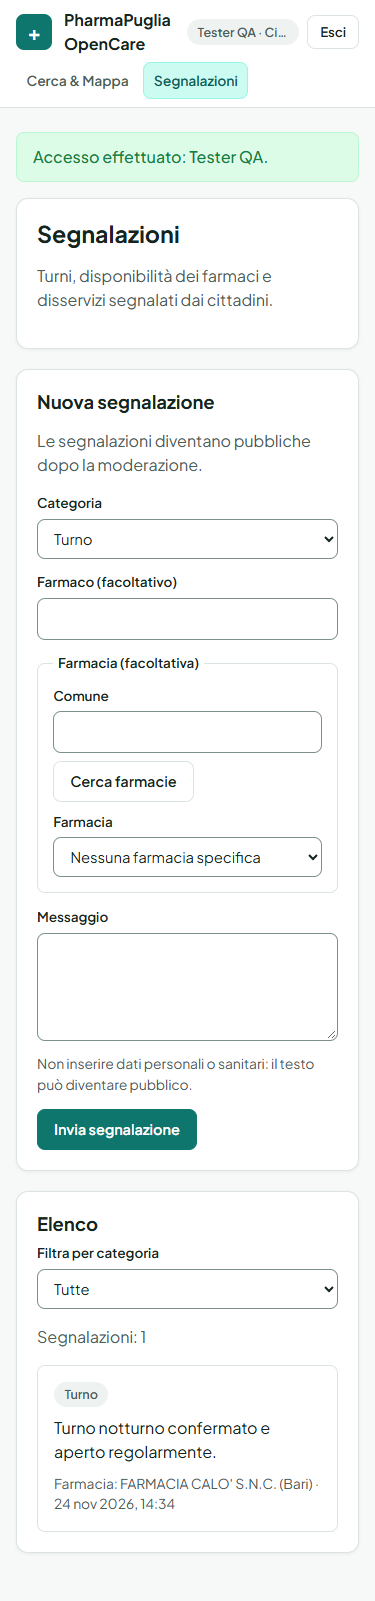 PharmaPuglia
OpenCare
Tester QA · Ci...
Esci
Cerca & Mappa
Segnalazioni
Accesso effettuato: Tester QA.
Segnalazioni
Turni, disponibilità dei farmaci e
disservizi segnalati dai cittadini.
Nuova segnalazione
Le segnalazioni diventano pubbliche
dopo la moderazione.
Categoria
Turno
Farmaco (facoltativo)
Farmacia (facoltativa)
Comune
Cerca farmacie
Farmacia
Nessuna farmacia specifica
Messaggio
Non inserire dati personali o sanitari: il testo
può diventare pubblico.
Invia segnalazione
Elenco
Filtra per categoria
Tutte
Segnalazioni: 1
Turno
Turno notturno confermato e
aperto regolarmente.
Farmacia: FARMACIA CALO' S.N.C. (Bari) ·
24 nov 2026, 14:34